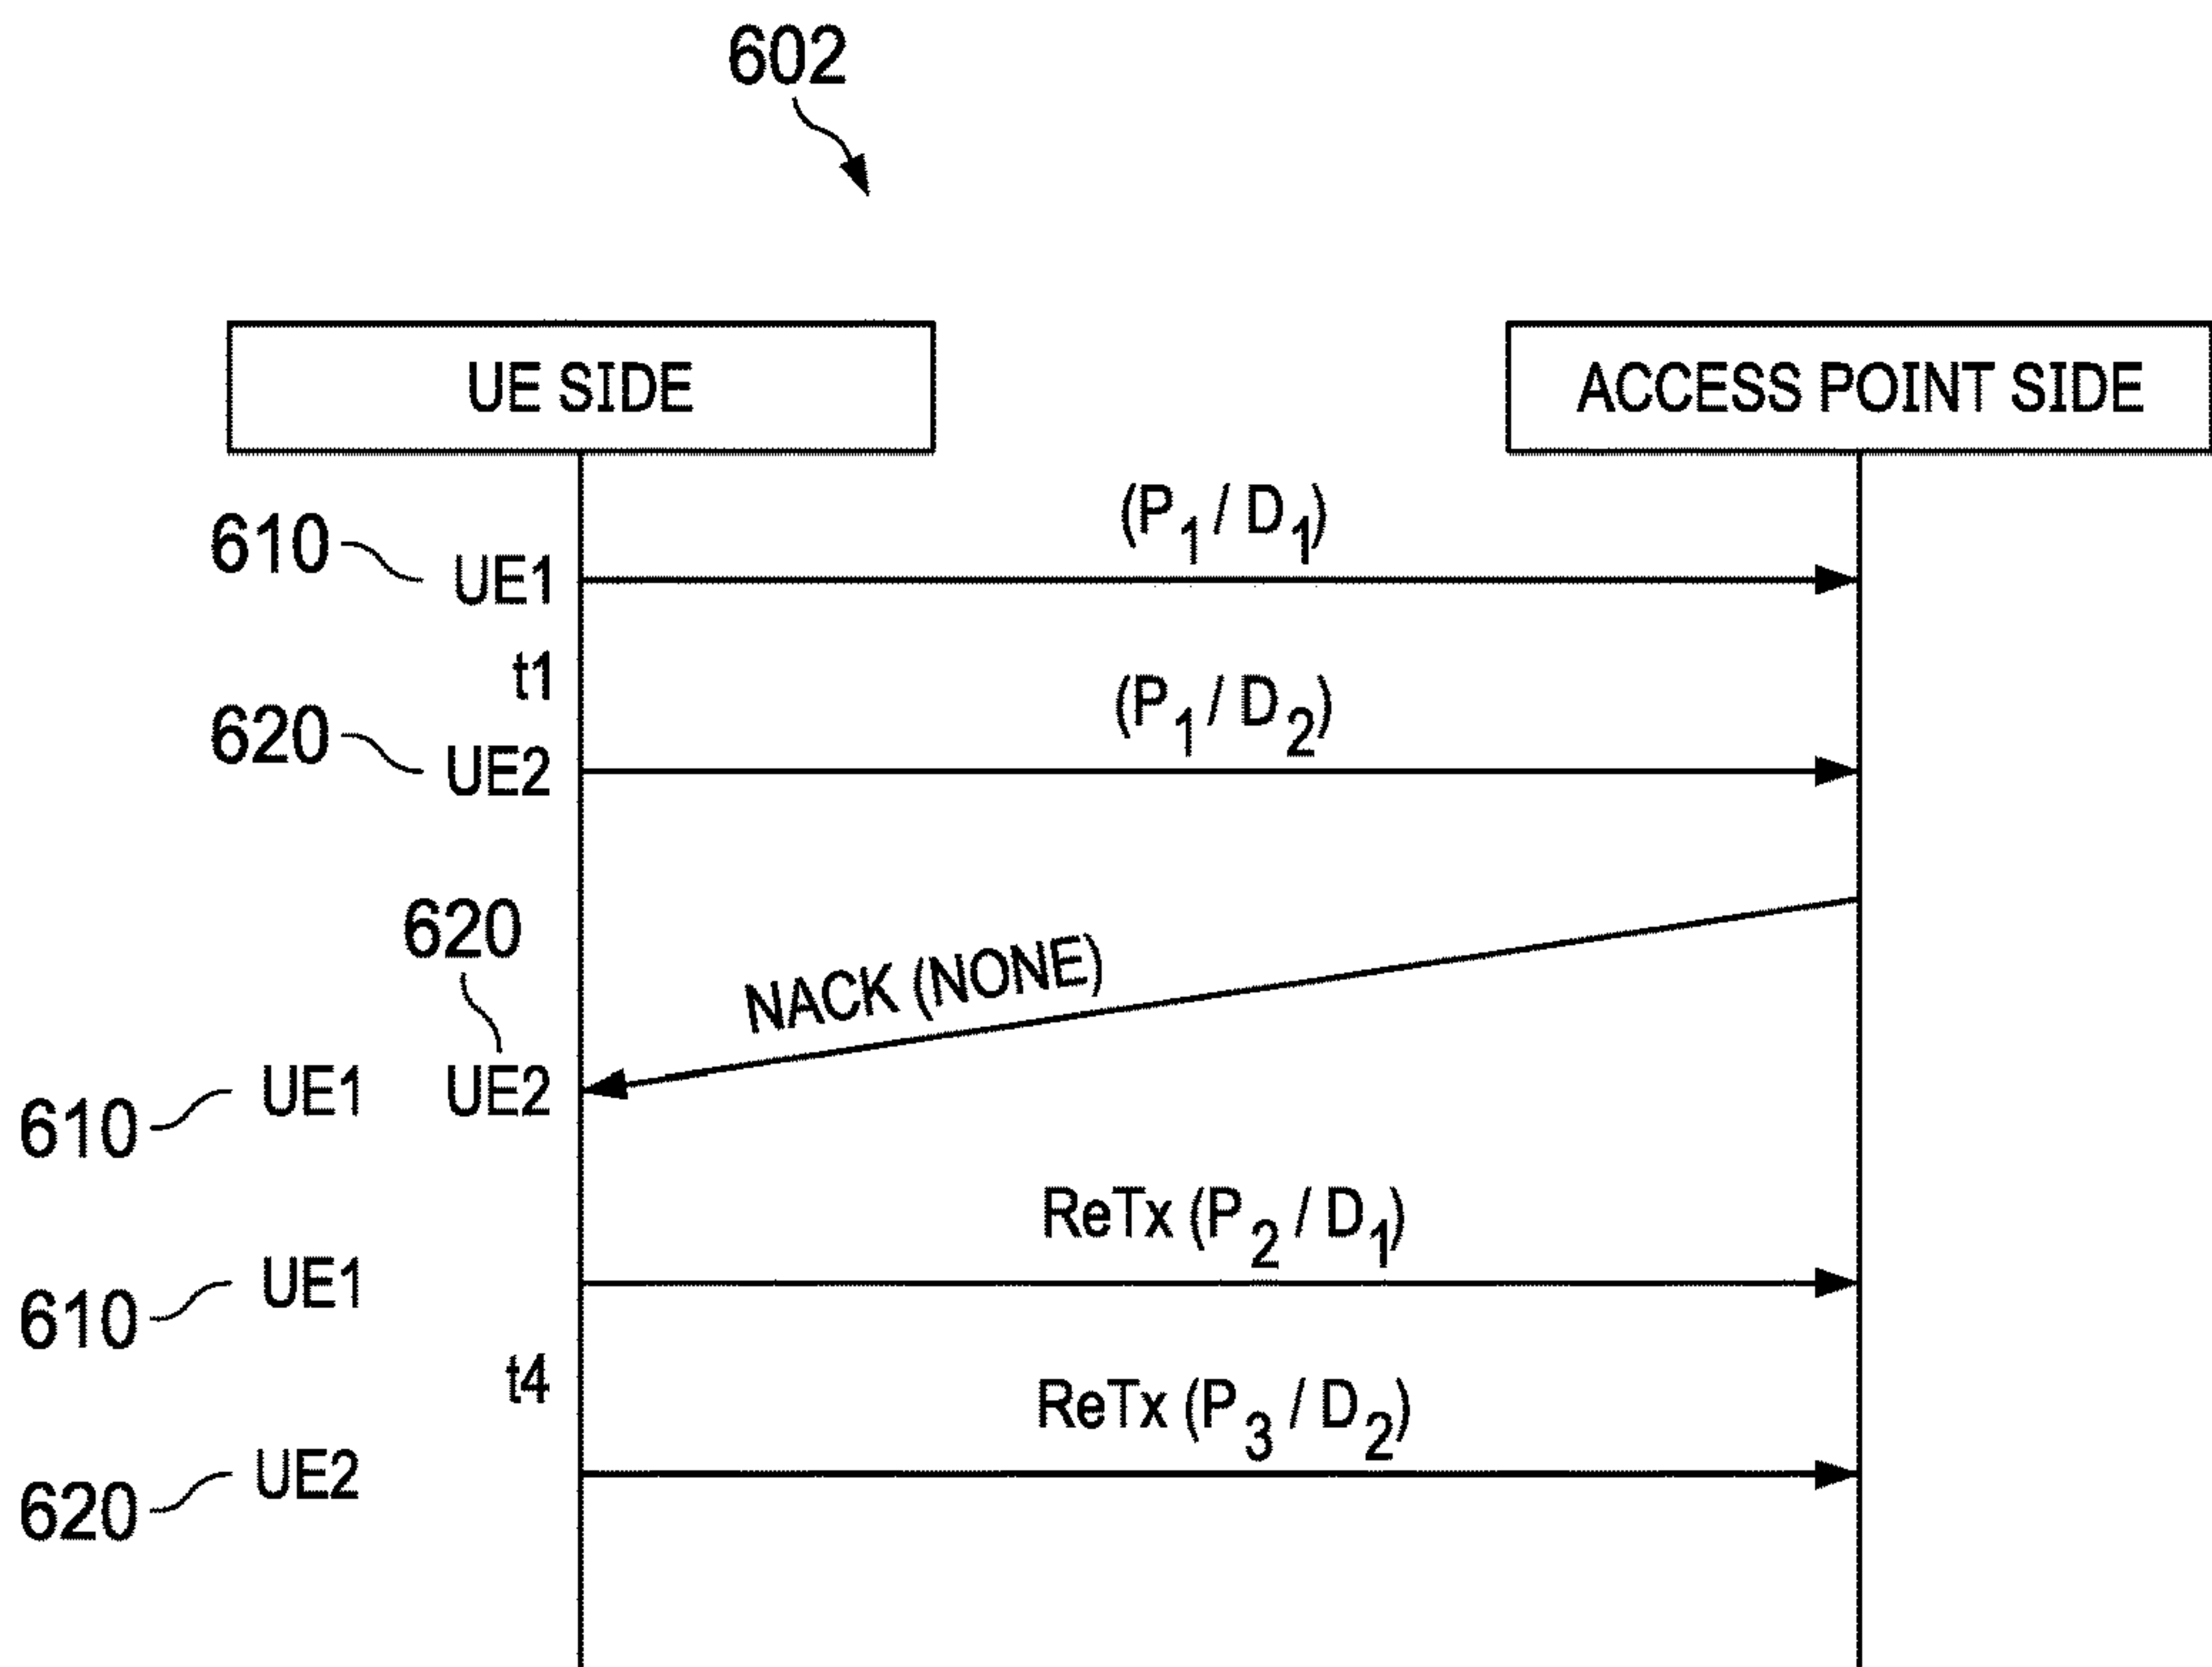 602
UE SIDE
ACCESS POINT SIDE
(P1 / D1)
610
UE1
t1
(P1 / D2)
620
UE2
620
NACK (NONE)
UE1
UE2
610
ReTx (P2 / D1)
UE1
610
t4
ReTx (P3 / D2)
UE2
620